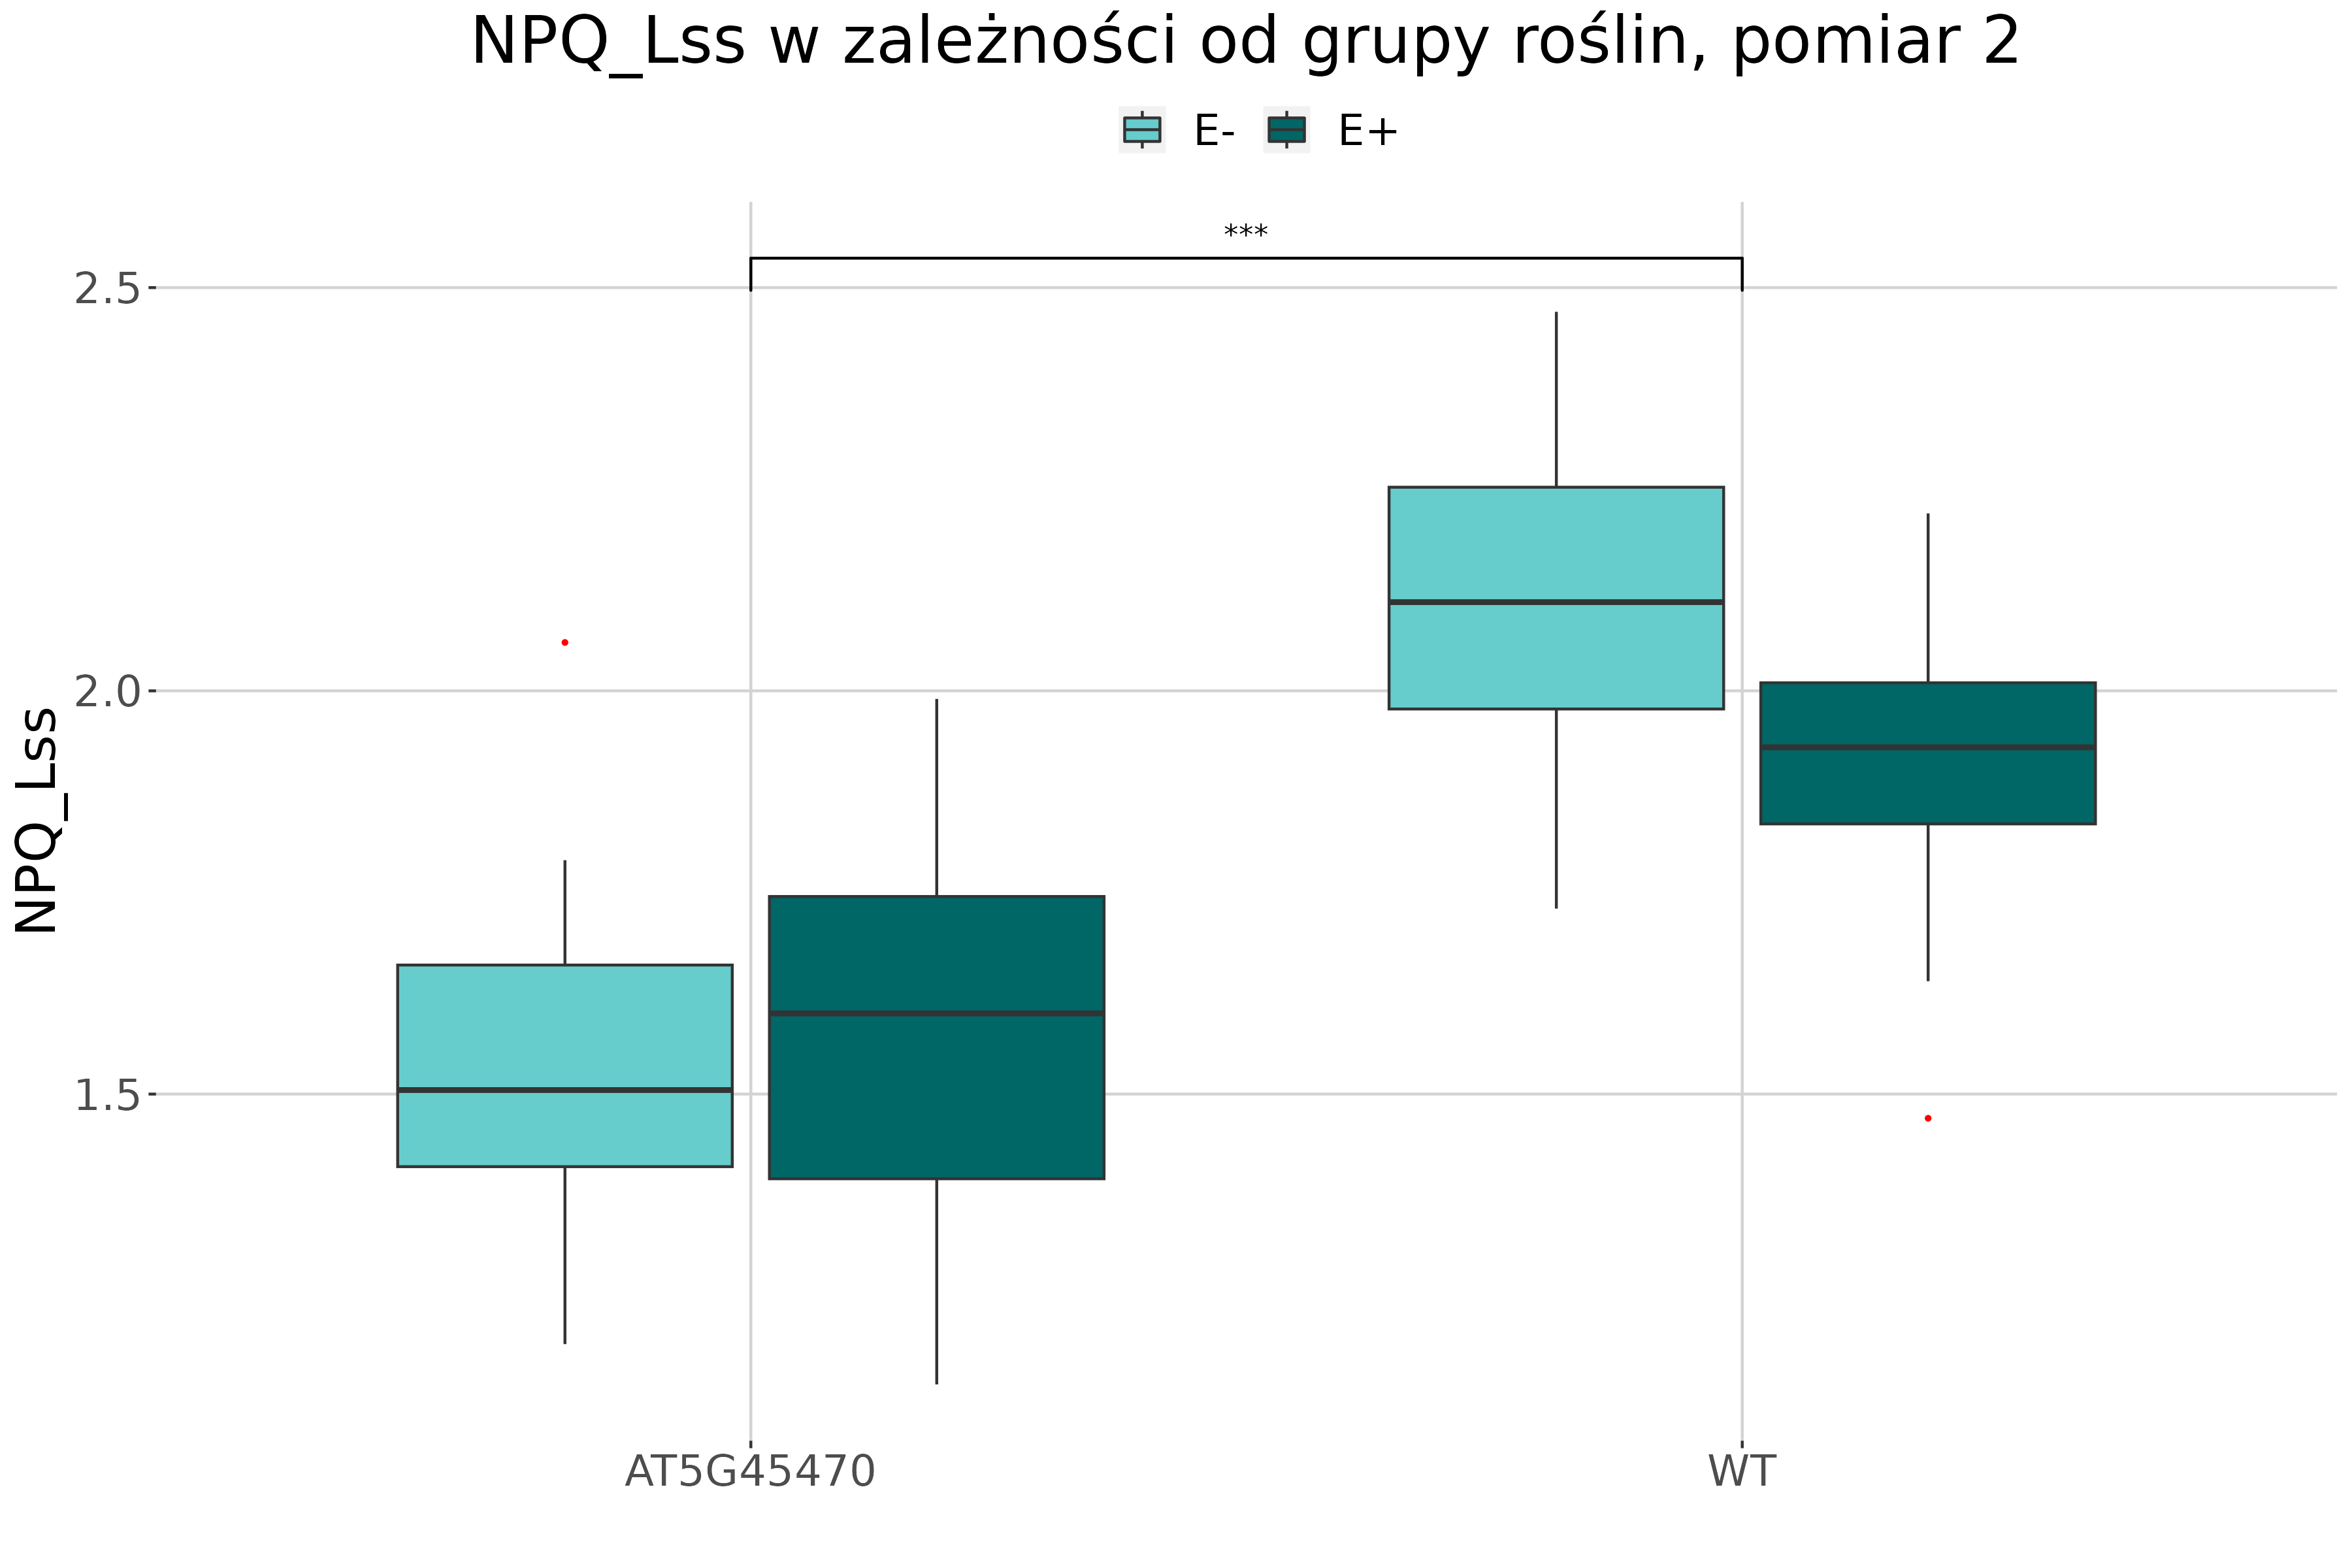 NPQ_Lss w zależności od grupy roślin, pomiar 2
E- E+
***
2.5
2.0
1.5
NPQ_Lss
AT5G45470 WT